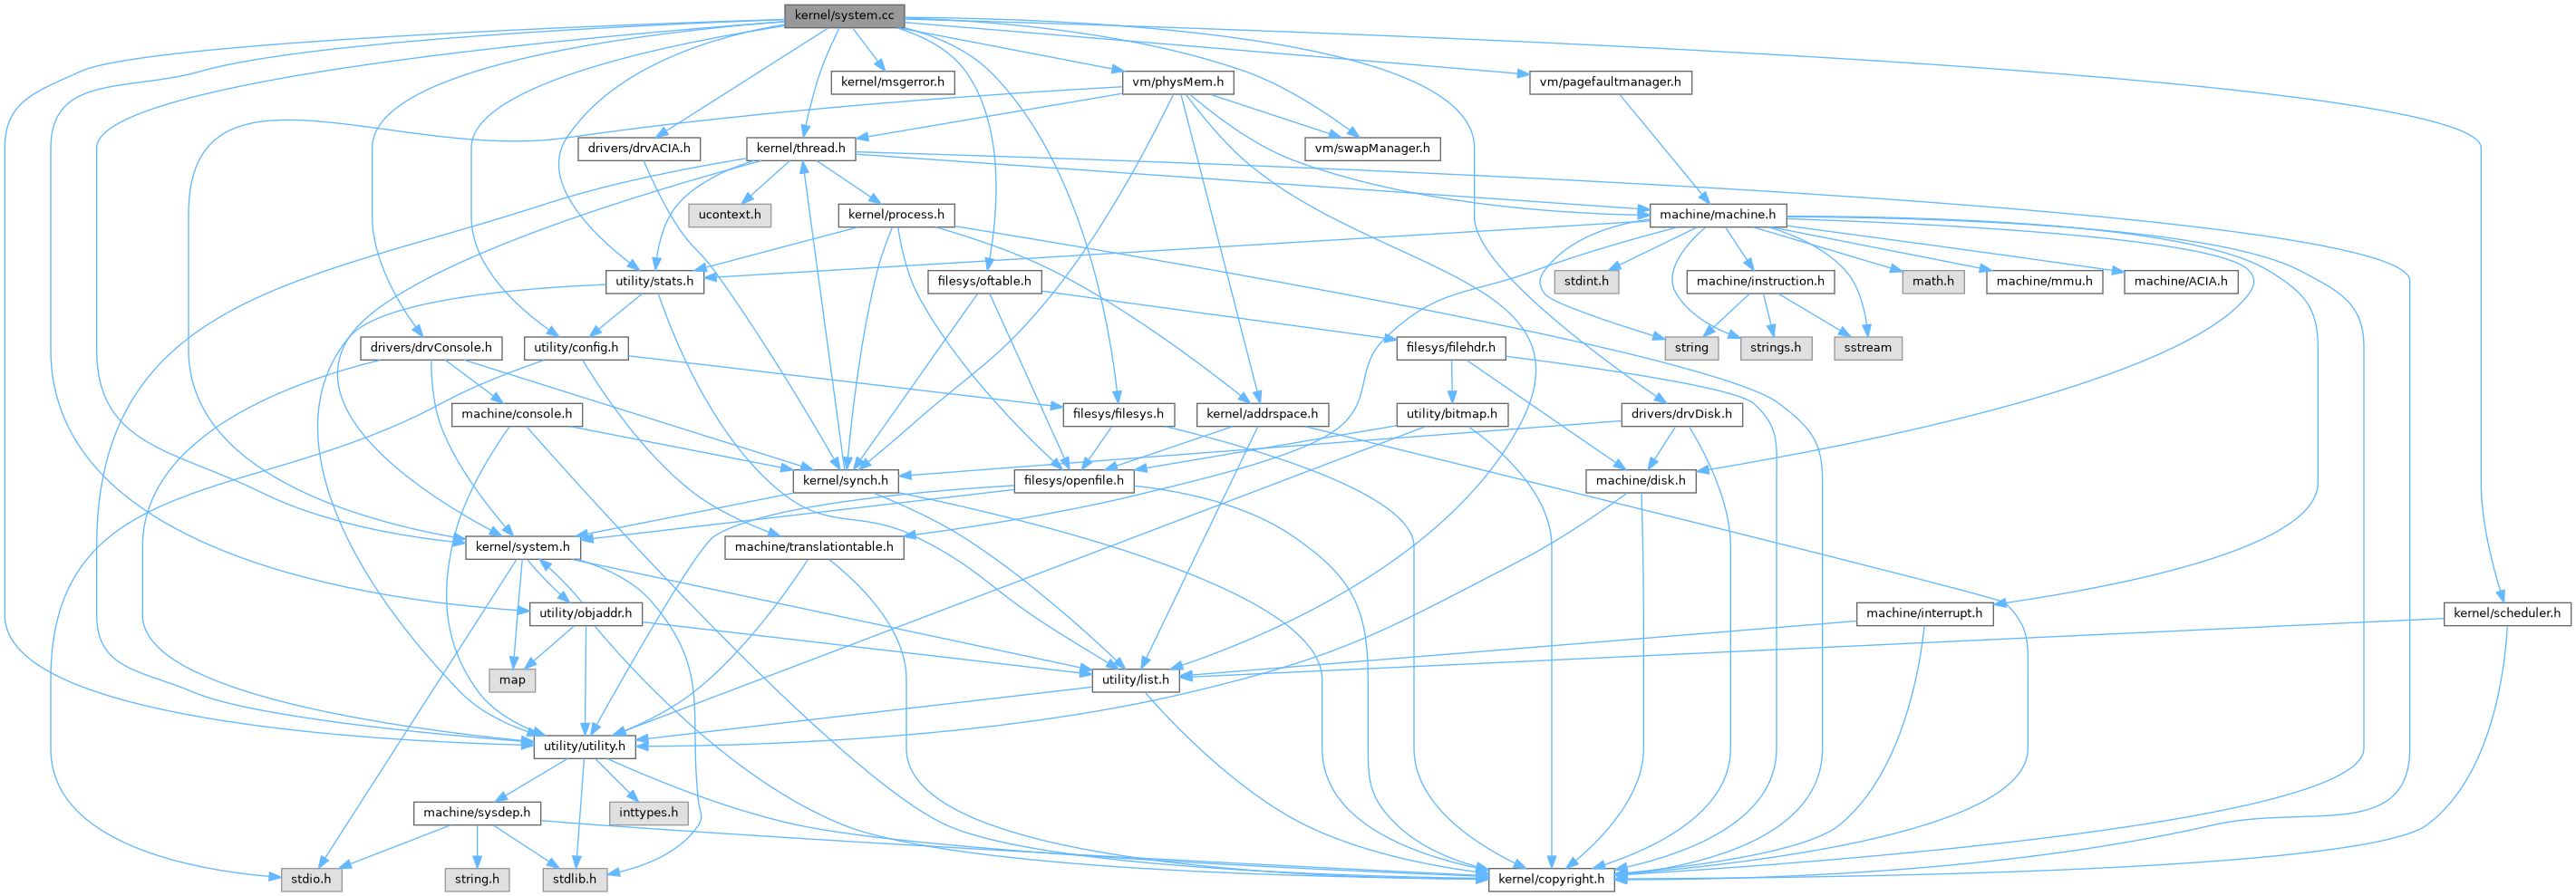 kernel/system.cc
kernel/msgerror.h
vm/physMem.h
vm/pagefaultmanager.h
drivers/drvACIA.h
kernel/thread.h
vm/swapManager.h
ucontext.h
kernel/process.h
machine/machine.h
utility/stats.h
filesys/oftable.h
stdint.h
machine/instruction.h
math.h
machine/mmu.h
machine/ACIA.h
drivers/drvConsole.h
utility/config.h
filesys/filehdr.h
string
strings.h
sstream
machine/console.h
filesys/filesys.h
kernel/addrspace.h
utility/bitmap.h
drivers/drvDisk.h
kernel/synch.h
filesys/openfile.h
machine/disk.h
kernel/system.h
machine/translationtable.h
utility/objaddr.h
machine/interrupt.h
kernel/scheduler.h
map
utility/list.h
utility/utility.h
machine/sysdep.h
inttypes.h
stdio.h
string.h
stdlib.h
kernel/copyright.h